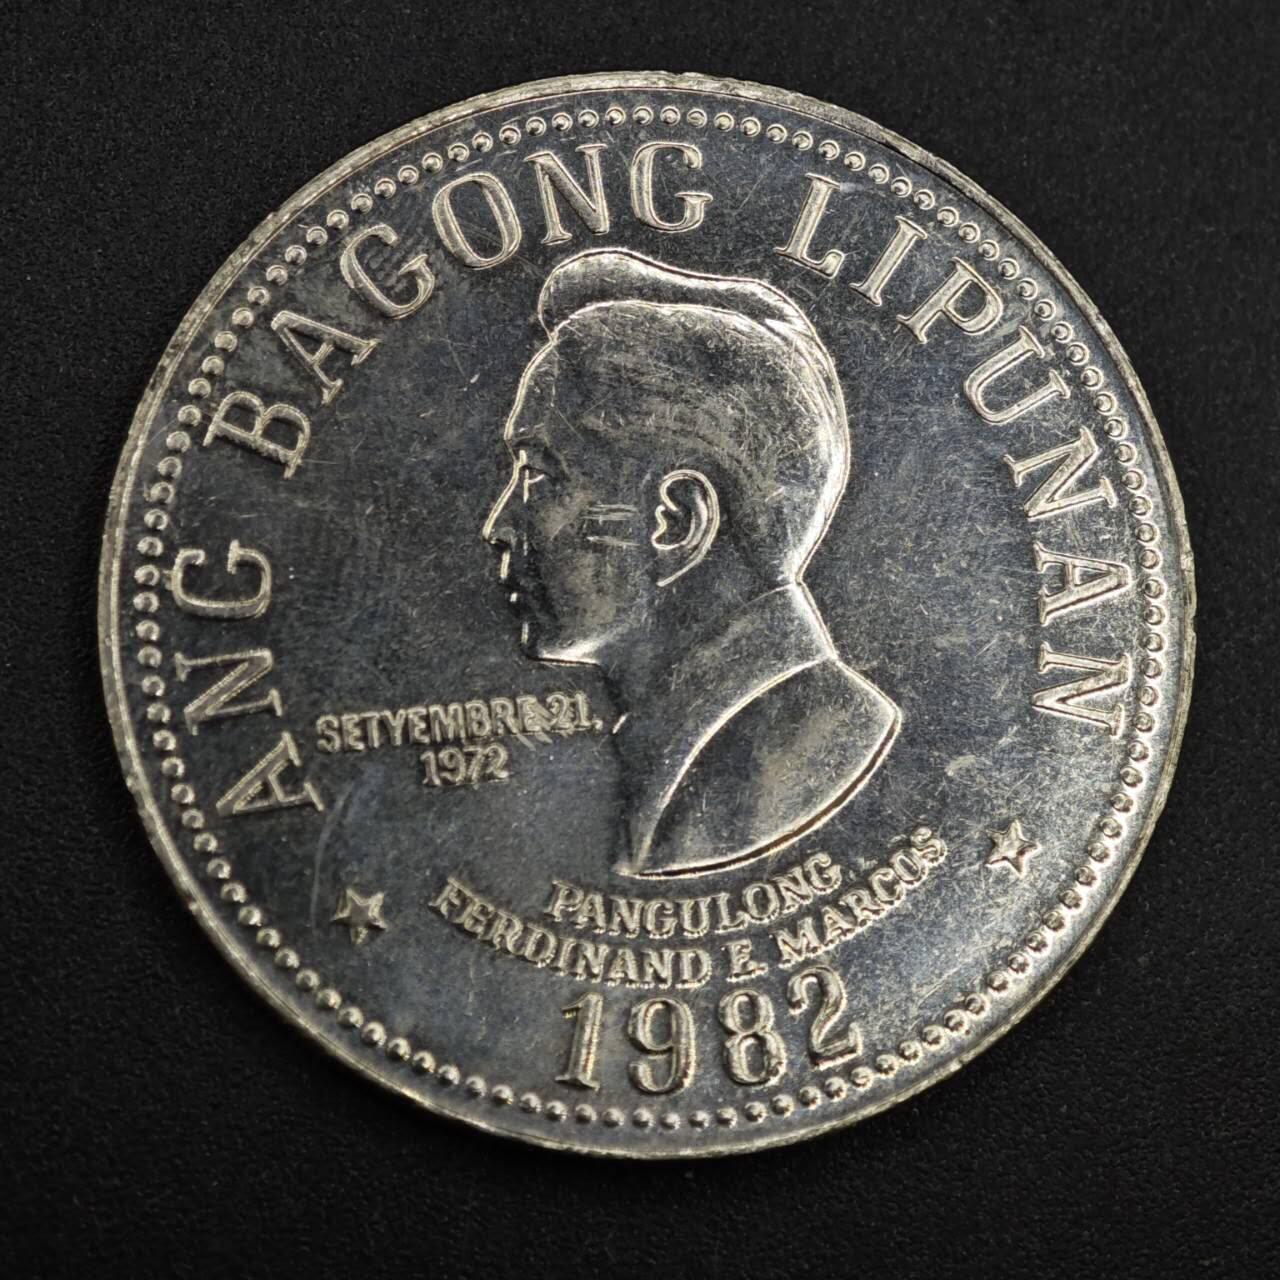 ANG BAGONG LIPUNAN
SETYEMBRE 21,
1972
PANGULONG
FERDINAND E. MARCOS
1982